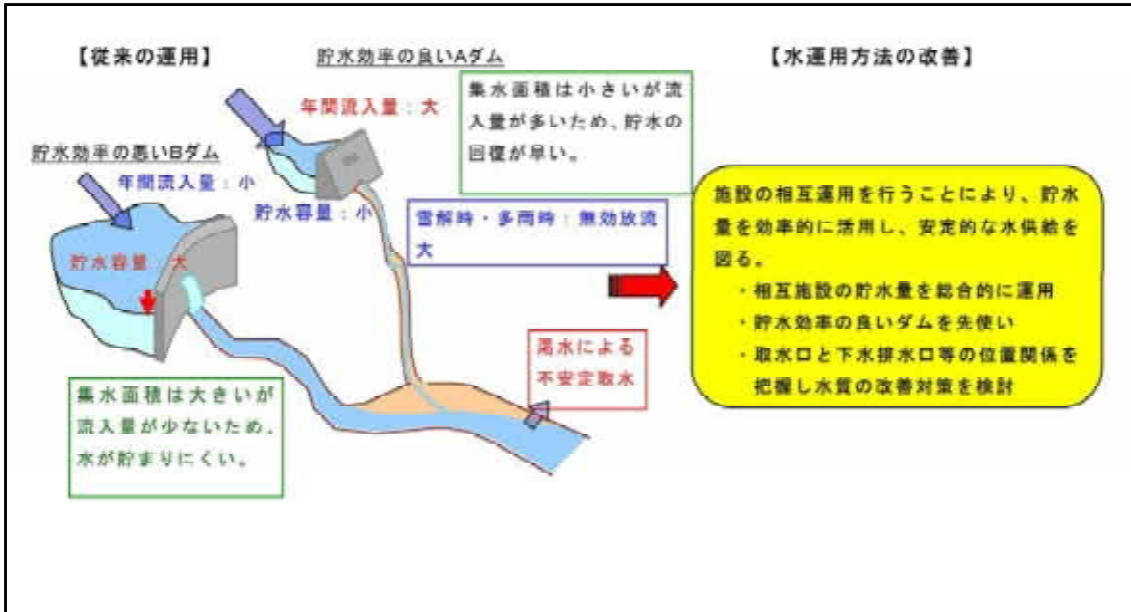 【従来の運用】
貯水効率の良いAダム
【水運用方法の改善】
年間流入量：大
集水面積は小さいが流
入量が多いため、貯水の
回復が早い。
貯水効率の悪いBダム
年間流入量：小
貯水容量：小
雪解時・多雨時：無効放流
大
貯水容量：大
渇水による
不安定取水
集水面積は大きいが
流入量が少ないため、
水が貯まりにくい。
施設の相互運用を行うことにより、貯水
量を効率的に活用し、安定的な水供給を
図る。
・相互施設の貯水量を総合的に運用
・貯水効率の良いダムを先使い
・取水口と下水排水口等の位置関係を
把握し水質の改善対策を検討